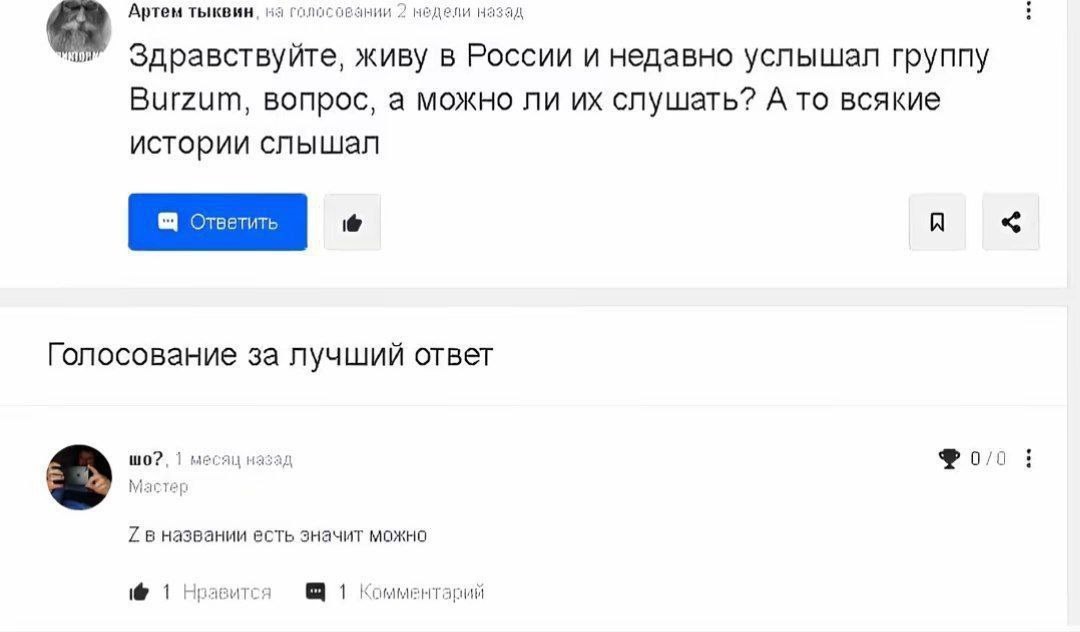 Артем тыквин, на голосовании 2 недели назад
Здравствуйте, живу в России и недавно услышал группу
Burzum, вопрос, а можно ли их слушать? А то всякие
истории слышал
Ответить
Голосование за лучший ответ
шо?, 1 месяц назад
0/0
Мастер
Z в названии есть значит можно
1 Нравится 1 Комментарий